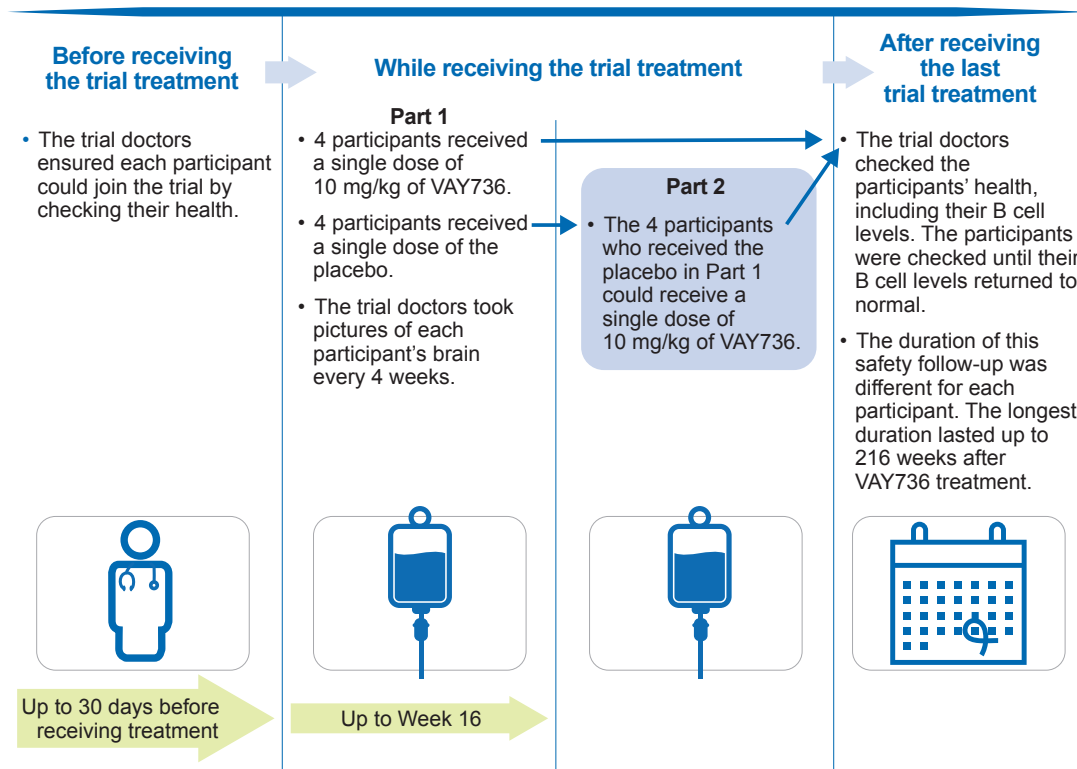 Before receiving
the trial treatment
While receiving the trial treatment
After receiving
the last
trial treatment
• The trial doctors
ensured each participant
could join the trial by
checking their health.
Part 1
• 4 participants received
a single dose of
10 mg/kg of VAY736.
• 4 participants received
a single dose of the
placebo.
• The trial doctors took
pictures of each
participant’s brain
every 4 weeks.
Part 2
• The 4 participants
who received the
placebo in Part 1
could receive a
single dose of
10 mg/kg of VAY736.
• The trial doctors
checked the
participants’ health,
including their B cell
levels. The participants
were checked until their
B cell levels returned to
normal.
• The duration of this
safety follow-up was
different for each
participant. The longest
duration lasted up to
216 weeks after
VAY736 treatment.
Up to 30 days before
receiving treatment
Up to Week 16